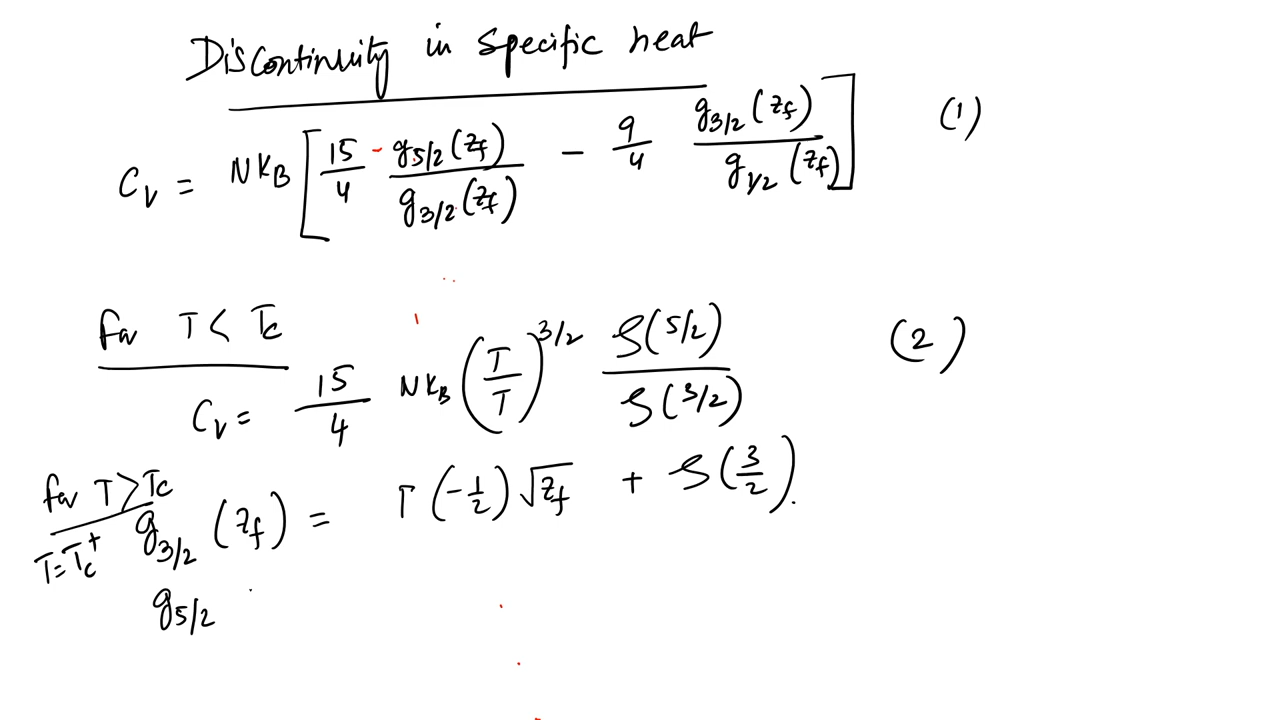 Discontinuity in specific heat
C_V = NK_B [ 15/4 g_{5/2}(z_f) / g_{3/2}(z_f) − 9/4 g_{3/2}(z_f) / g_{1/2}(z_f) ] (1)
for T < T_c
C_V = 15/4 NK_B (T/T)^{3/2} ζ(5/2) / ζ(3/2) (2)
for T > T_c
g_{3/2}(z_f) = Γ(−1/2) √z_f + ζ(3/2).
T = T_c^+
g_{5/2}